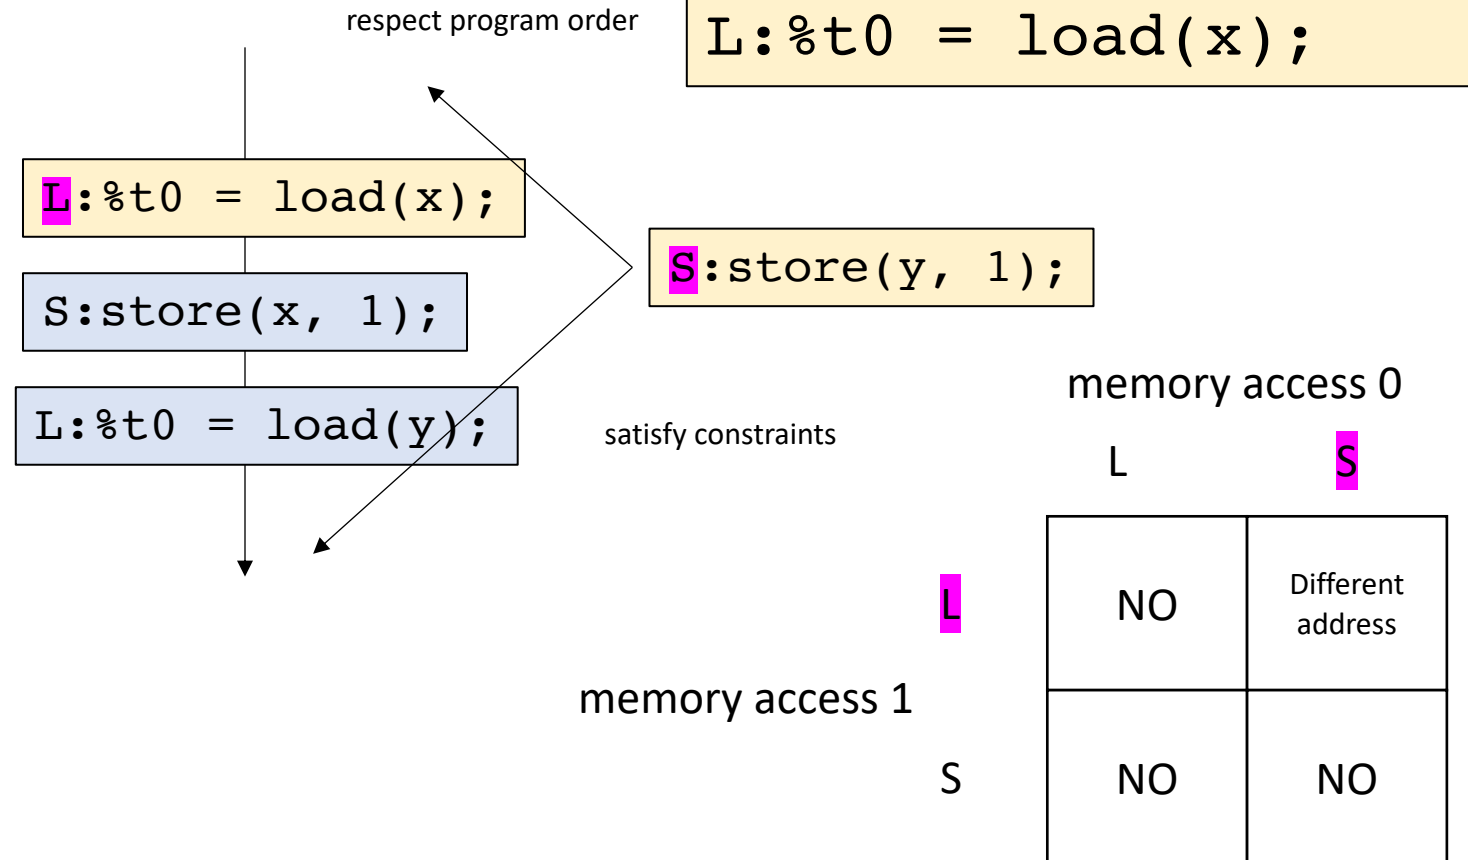 respect program order
L:%t0 = load(x);
L:%t0 = load(x);
S:store(y, 1);
S:store(x, 1);
L:%t0 = load(y);
satisfy constraints
memory access 0
L S
L NO Different
address
memory access 1
S NO NO